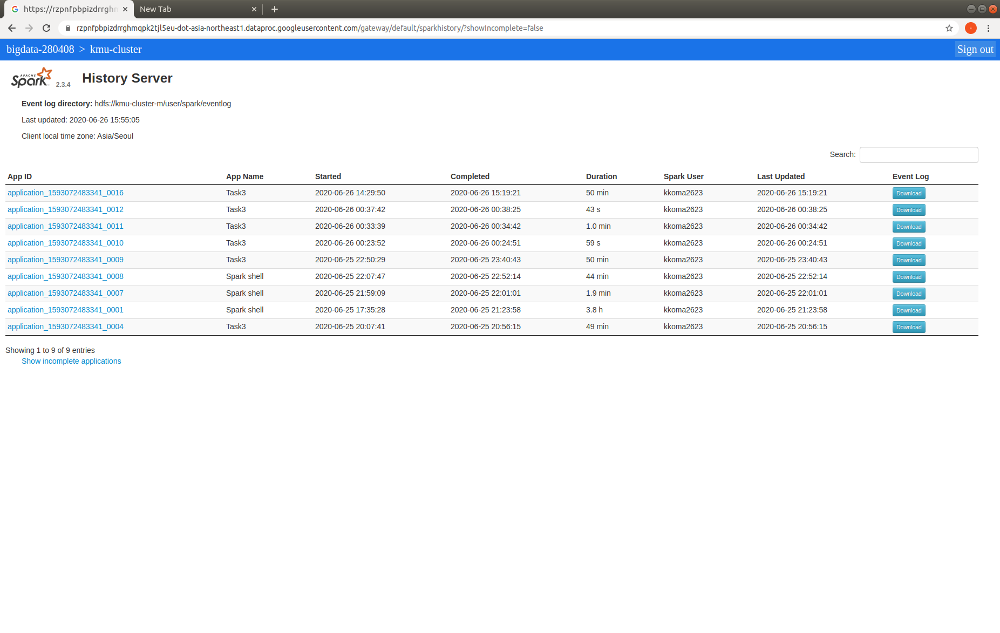 https://rzpnfpbpizdrrghm
New Tab
rzpnfpbpizdrrghmqpk2tjl5eu-dot-asia-northeast1.dataproc.googleusercontent.com/gateway/default/sparkhistory/?showIncomplete=false
bigdata-280408 > kmu-cluster
Sign out
APACHE
Spark 2.3.4 History Server
Event log directory: hdfs://kmu-cluster-m/user/spark/eventlog
Last updated: 2020-06-26 15:55:05
Client local time zone: Asia/Seoul
Search:
App ID App Name Started Completed Duration Spark User Last Updated Event Log
application_1593072483341_0016 Task3 2020-06-26 14:29:50 2020-06-26 15:19:21 50 min kkoma2623 2020-06-26 15:19:21 Download
application_1593072483341_0012 Task3 2020-06-26 00:37:42 2020-06-26 00:38:25 43 s kkoma2623 2020-06-26 00:38:25 Download
application_1593072483341_0011 Task3 2020-06-26 00:33:39 2020-06-26 00:34:42 1.0 min kkoma2623 2020-06-26 00:34:42 Download
application_1593072483341_0010 Task3 2020-06-26 00:23:52 2020-06-26 00:24:51 59 s kkoma2623 2020-06-26 00:24:51 Download
application_1593072483341_0009 Task3 2020-06-25 22:50:29 2020-06-25 23:40:43 50 min kkoma2623 2020-06-25 23:40:43 Download
application_1593072483341_0008 Spark shell 2020-06-25 22:07:47 2020-06-25 22:52:14 44 min kkoma2623 2020-06-25 22:52:14 Download
application_1593072483341_0007 Spark shell 2020-06-25 21:59:09 2020-06-25 22:01:01 1.9 min kkoma2623 2020-06-25 22:01:01 Download
application_1593072483341_0001 Spark shell 2020-06-25 17:35:28 2020-06-25 21:23:58 3.8 h kkoma2623 2020-06-25 21:23:58 Download
application_1593072483341_0004 Task3 2020-06-25 20:07:41 2020-06-25 20:56:15 49 min kkoma2623 2020-06-25 20:56:15 Download
Showing 1 to 9 of 9 entries
Show incomplete applications